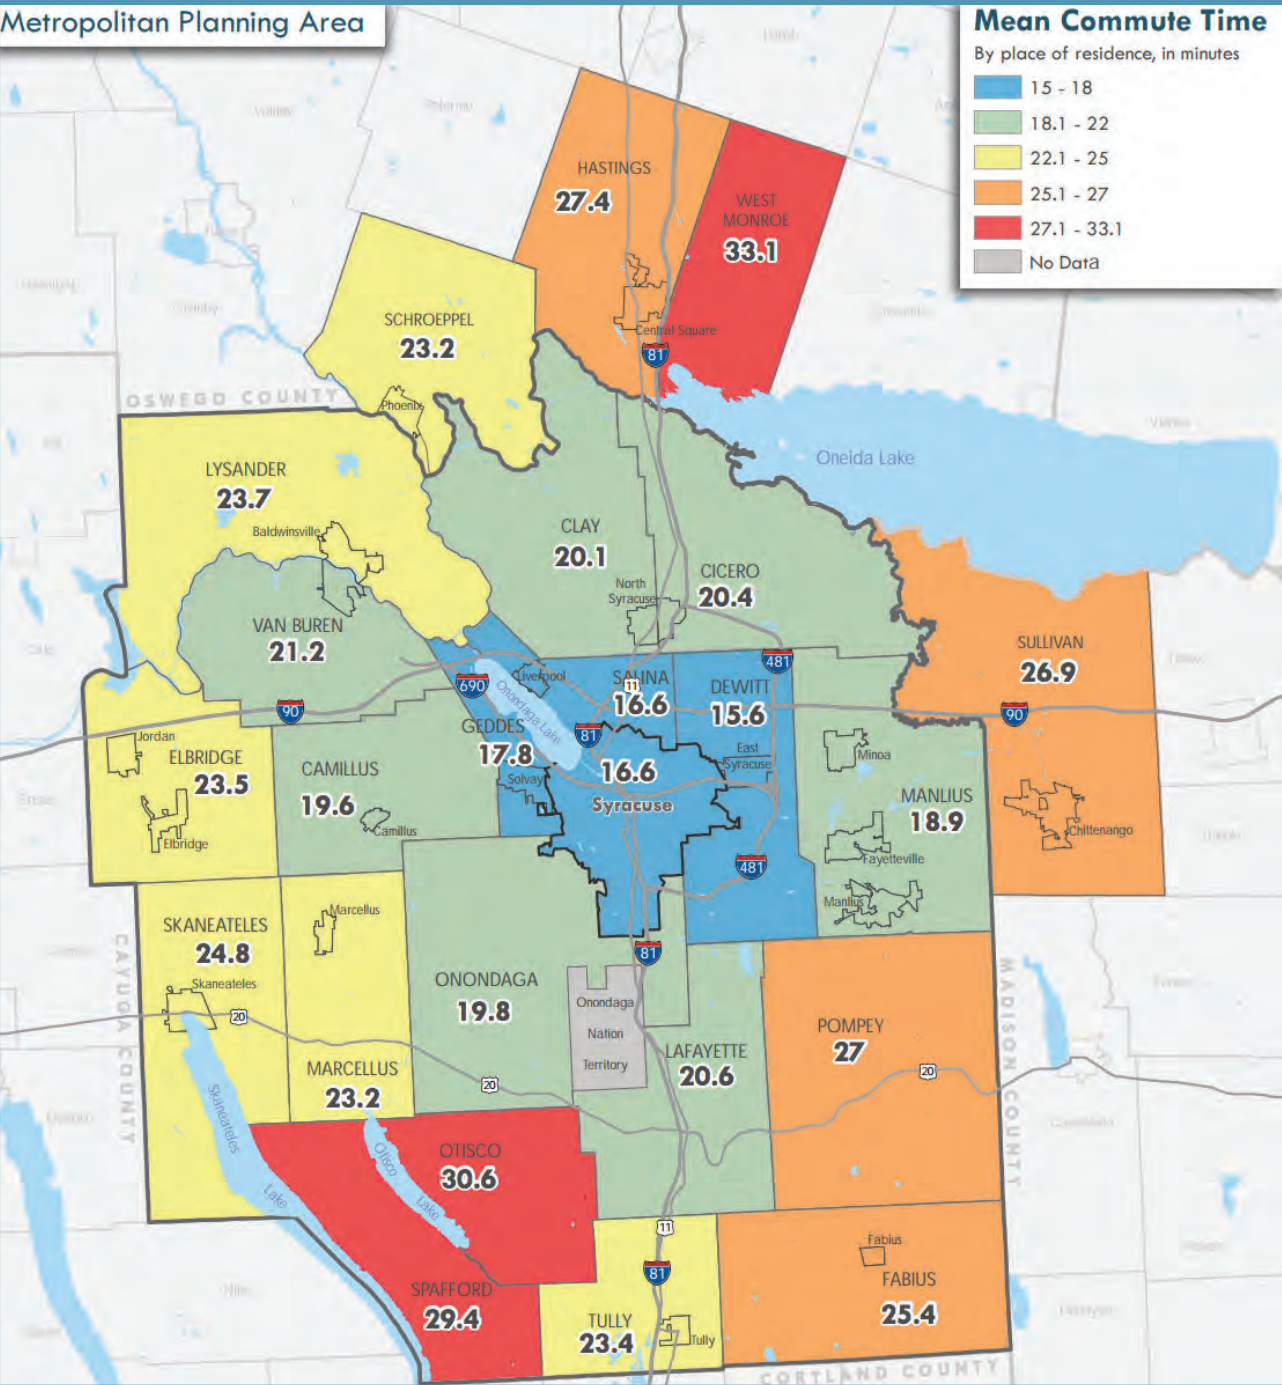 Metropolitan Planning Area
Mean Commute Time
By place of residence, in minutes
15 - 18
18.1 - 22
22.1 - 25
25.1 - 27
27.1 - 33.1
No Data
HASTINGS
27.4
WEST
MONROE
33.1
Central Square
81
SCHROEPPEL
23.2
Phoenix
OSWEGO COUNTY
Oneida Lake
LYSANDER
23.7
Baldwinsville
CLAY
20.1
North
Syracuse
CICERO
20.4
VAN BUREN
21.2
SULLIVAN
26.9
90
690
Liverpool
Onondaga Lake
SALINA
11
16.6
DEWITT
15.6
481
90
GEDDES
17.8
81
Solvay
16.6
Syracuse
East
Syracuse
Jordan
ELBRIDGE
23.5
Elbridge
CAMILLUS
19.6
Camillus
Minoa
MANLIUS
18.9
Fayetteville
Manlius
Chittenango
481
SKANEATELES
24.8
Skaneateles
20
Marcellus
MARCELLUS
23.2
ONONDAGA
19.8
20
81
Onondaga
Nation
Territory
LAFAYETTE
20.6
POMPEY
27
20
CAYUGA COUNTY
MADISON COUNTY
Skaneateles
Lake
Otisco
Lake
OTISCO
30.6
SPAFFORD
29.4
11
81
TULLY
23.4
Tully
Fabius
FABIUS
25.4
CORTLAND COUNTY